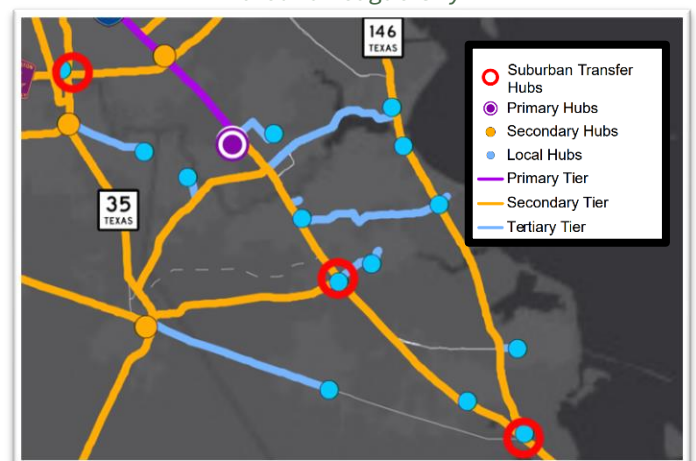 146
TEXAS
Suburban Transfer
Hubs
Primary Hubs
Secondary Hubs
Local Hubs
Primary Tier
Secondary Tier
Tertiary Tier
35
TEXAS